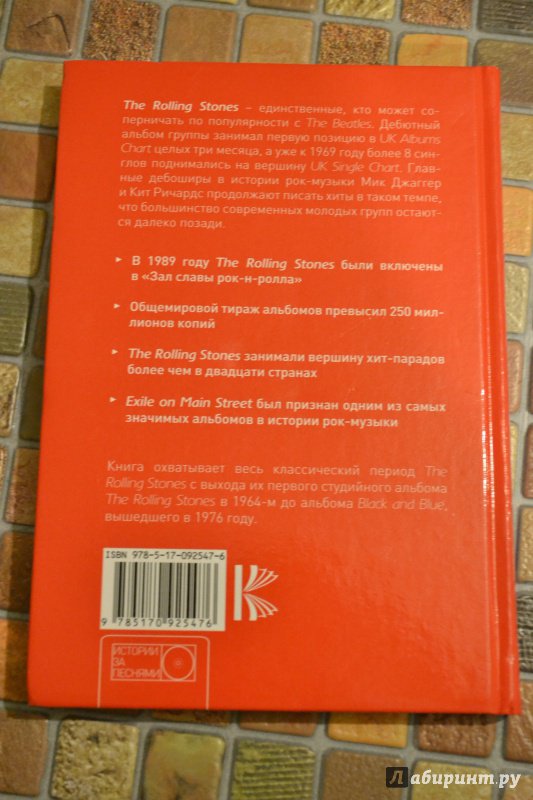 The Rolling Stones – единственные, кто может со-
перничать по популярности с The Beatles. Дебютный
альбом группы занимал первую позицию в UK Albums
Chart целых три месяца, а уже к 1969 году более 8 син-
глов поднимались на вершину UK Single Chart. Глав-
ные дебоширы в истории рок-музыки Мик Джаггер
и Кит Ричардс продолжают писать хиты в таком темпе,
что большинство современных молодых групп остают-
ся далеко позади.
‣ В 1989 году The Rolling Stones были включены
в «Зал славы рок-н-ролла»
‣ Общемировой тираж альбомов превысил 250 мил-
лионов копий
‣ The Rolling Stones занимали вершину хит-парадов
более чем в двадцати странах
‣ Exile on Main Street был признан одним из самых
значимых альбомов в истории рок-музыки
Книга охватывает весь классический период The
Rolling Stones с выхода их первого студийного альбома
The Rolling Stones в 1964-м до альбома Black and Blue,
вышедшего в 1976 году.
ISBN 978-5-17-092547-6
9 785170 925476
ИСТОРИИ
ЗА
ПЕСНЯМИ
Лабиринт.ру